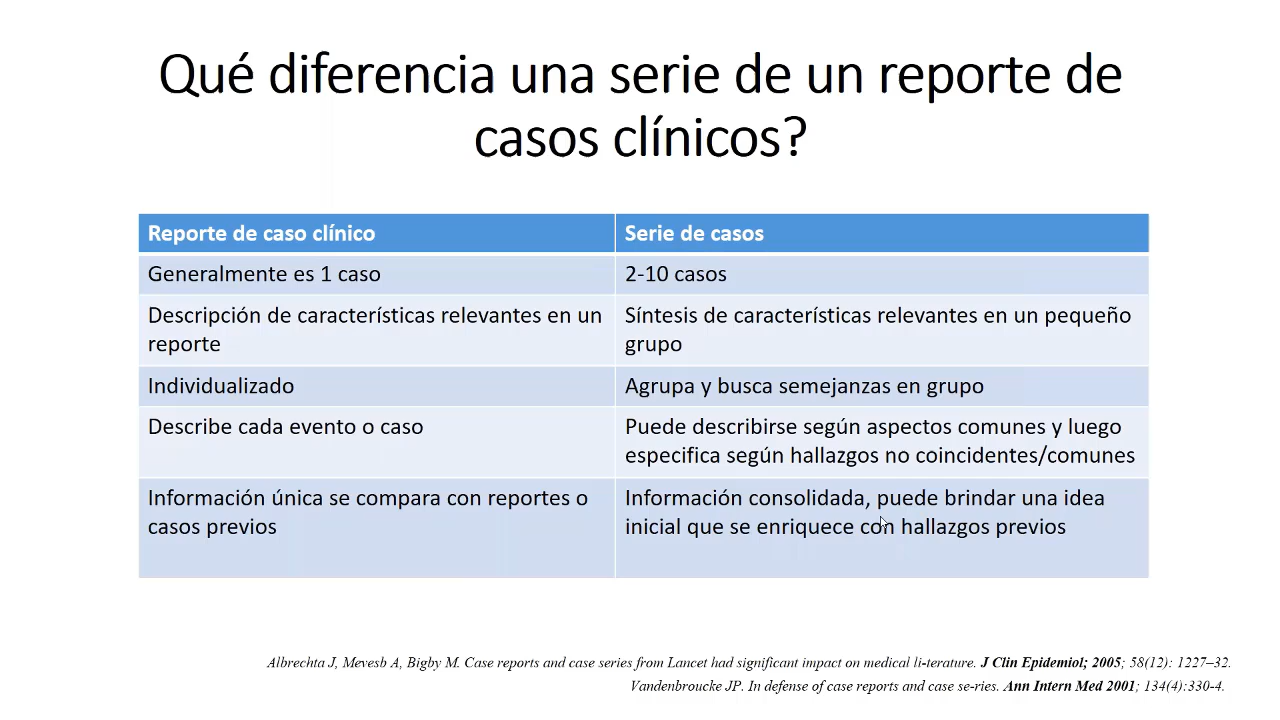 Qué diferencia una serie de un reporte de
casos clínicos?
Reporte de caso clínico
Serie de casos
Generalmente es 1 caso
2-10 casos
Descripción de características relevantes en un
reporte
Síntesis de características relevantes en un pequeño
grupo
Individualizado
Agrupa y busca semejanzas en grupo
Describe cada evento o caso
Puede describirse según aspectos comunes y luego
especifica según hallazgos no coincidentes/comunes
Información única se compara con reportes o
casos previos
Información consolidada, puede brindar una idea
inicial que se enriquece con hallazgos previos
Albrechta J, Mevesb A, Bigby M. Case reports and case series from Lancet had significant impact on medical li-terature. J Clin Epidemiol; 2005; 58(12): 1227–32.
Vandenbroucke JP. In defense of case reports and case se-ries. Ann Intern Med 2001; 134(4):330-4.